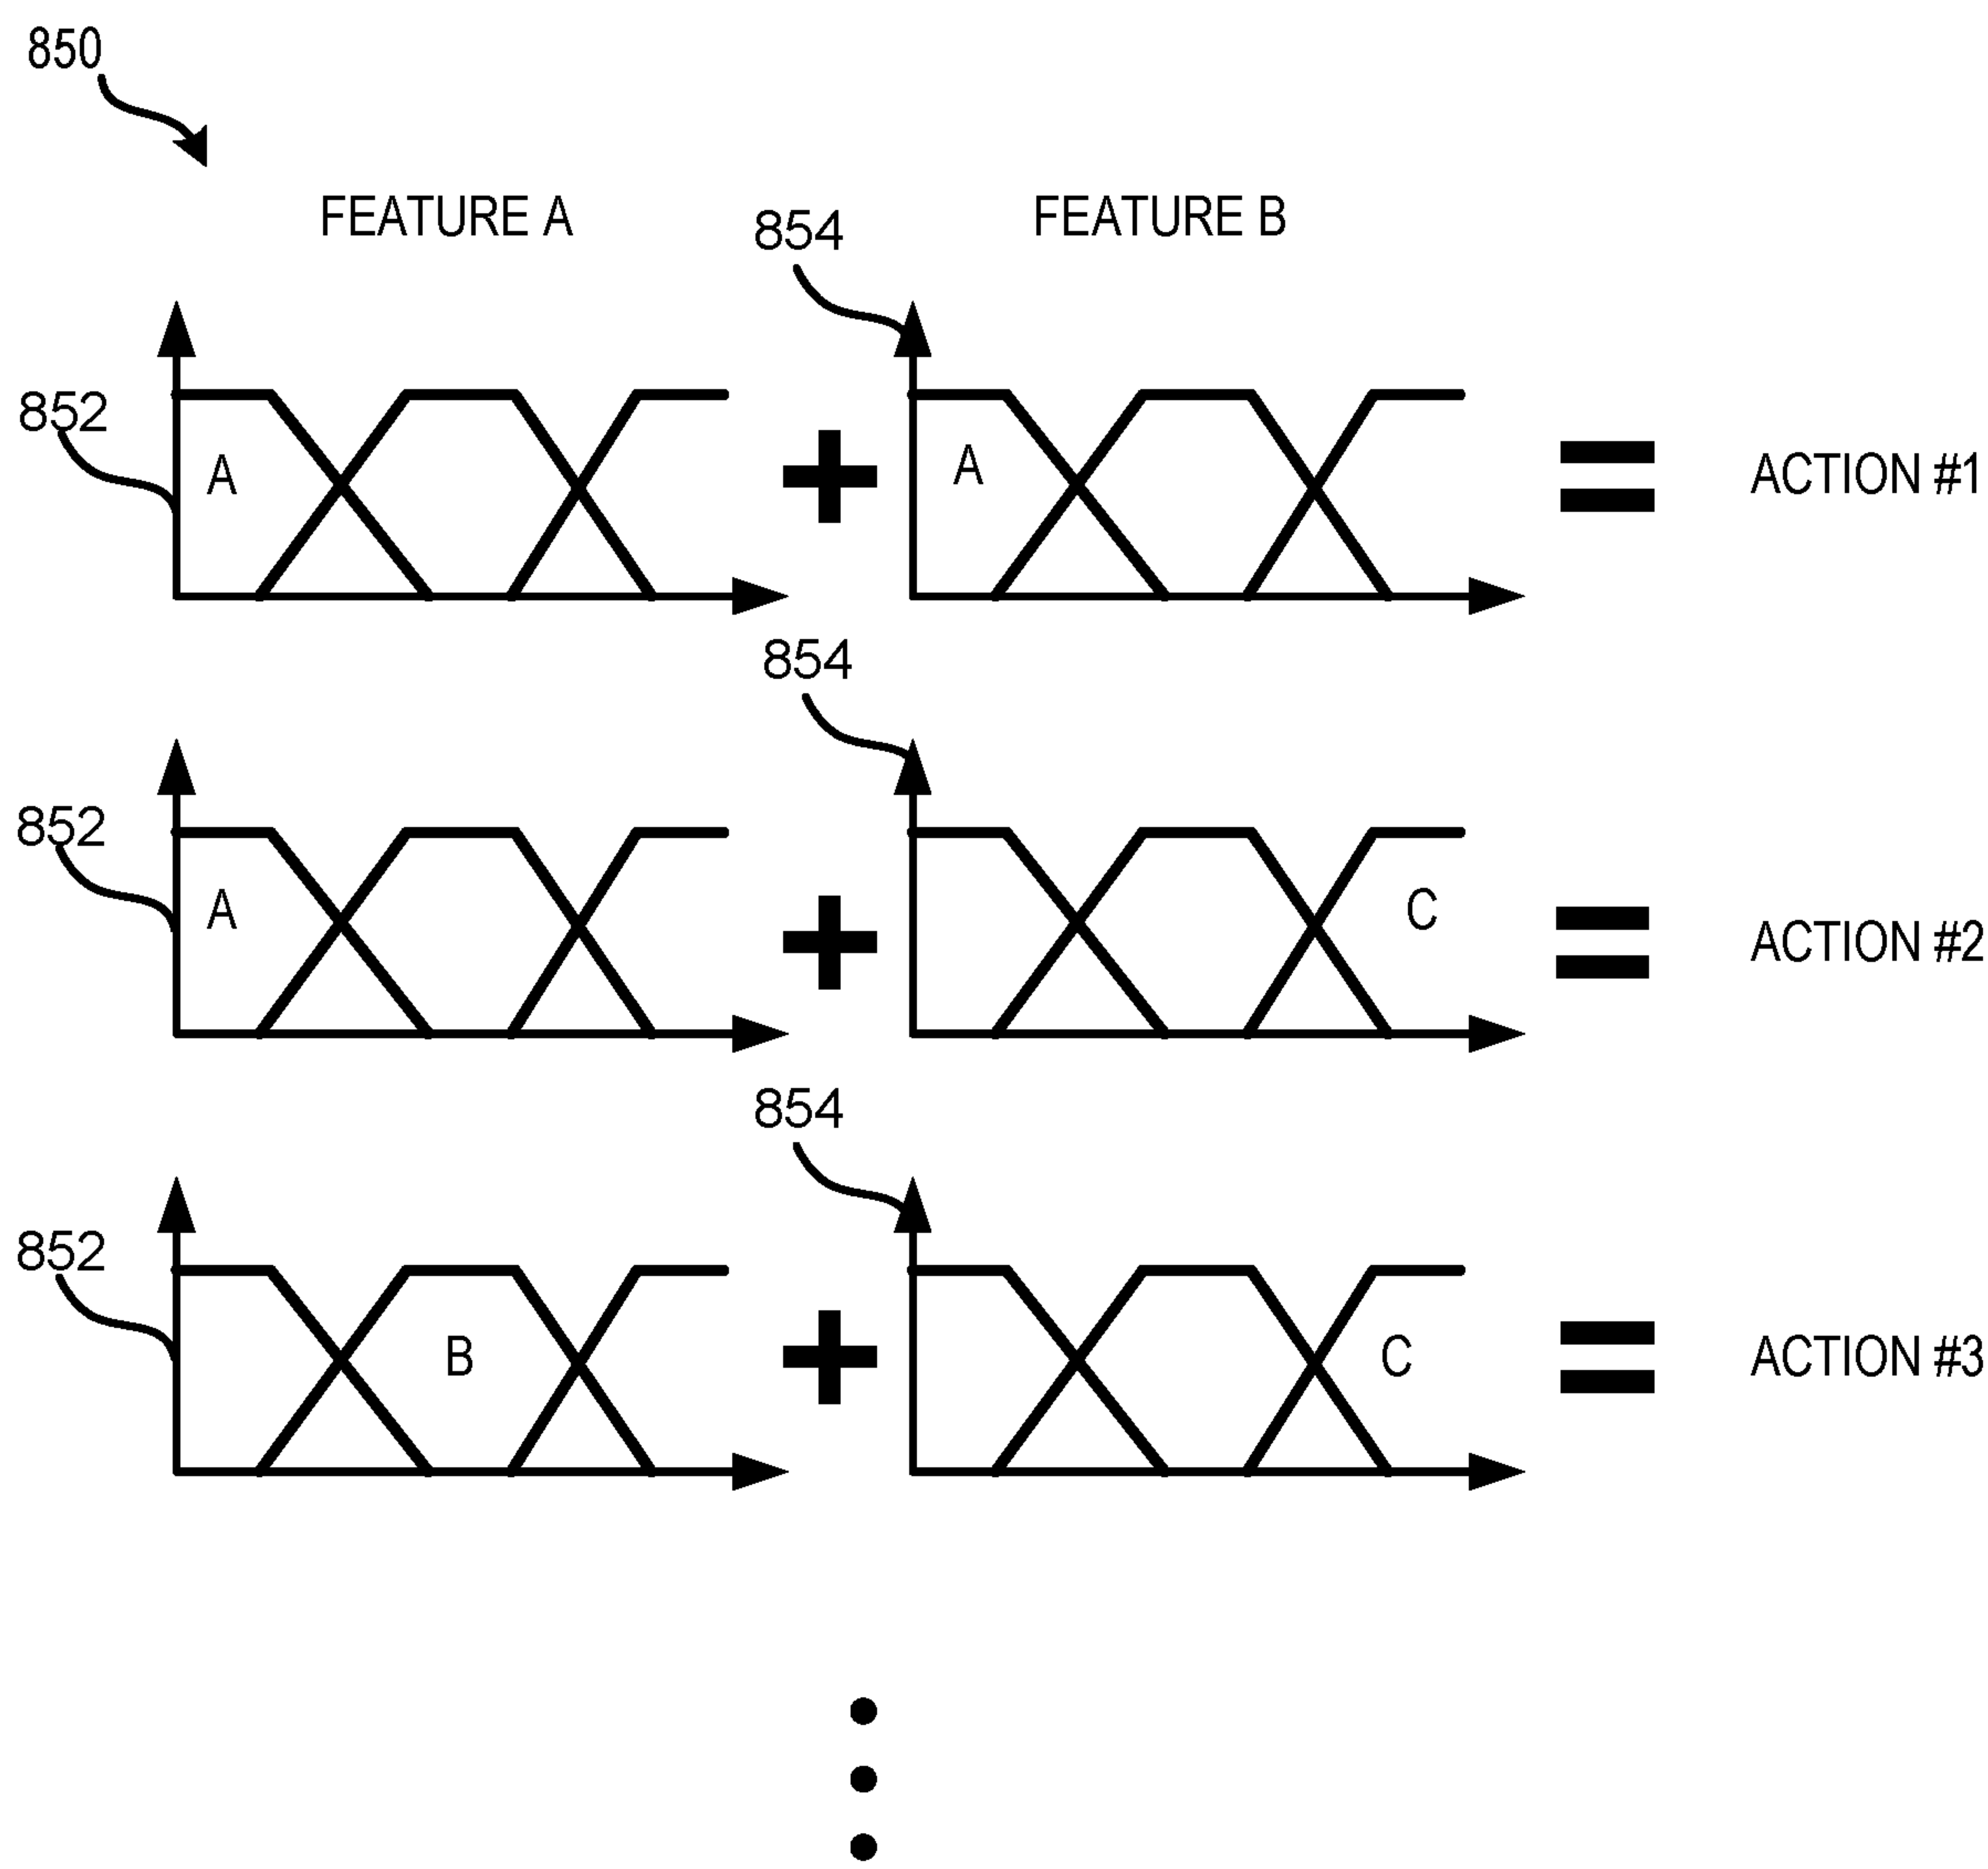 850
FEATURE A
854
FEATURE B
852
A
A
ACTION #1
854
852
A
C
ACTION #2
854
852
B
C
ACTION #3